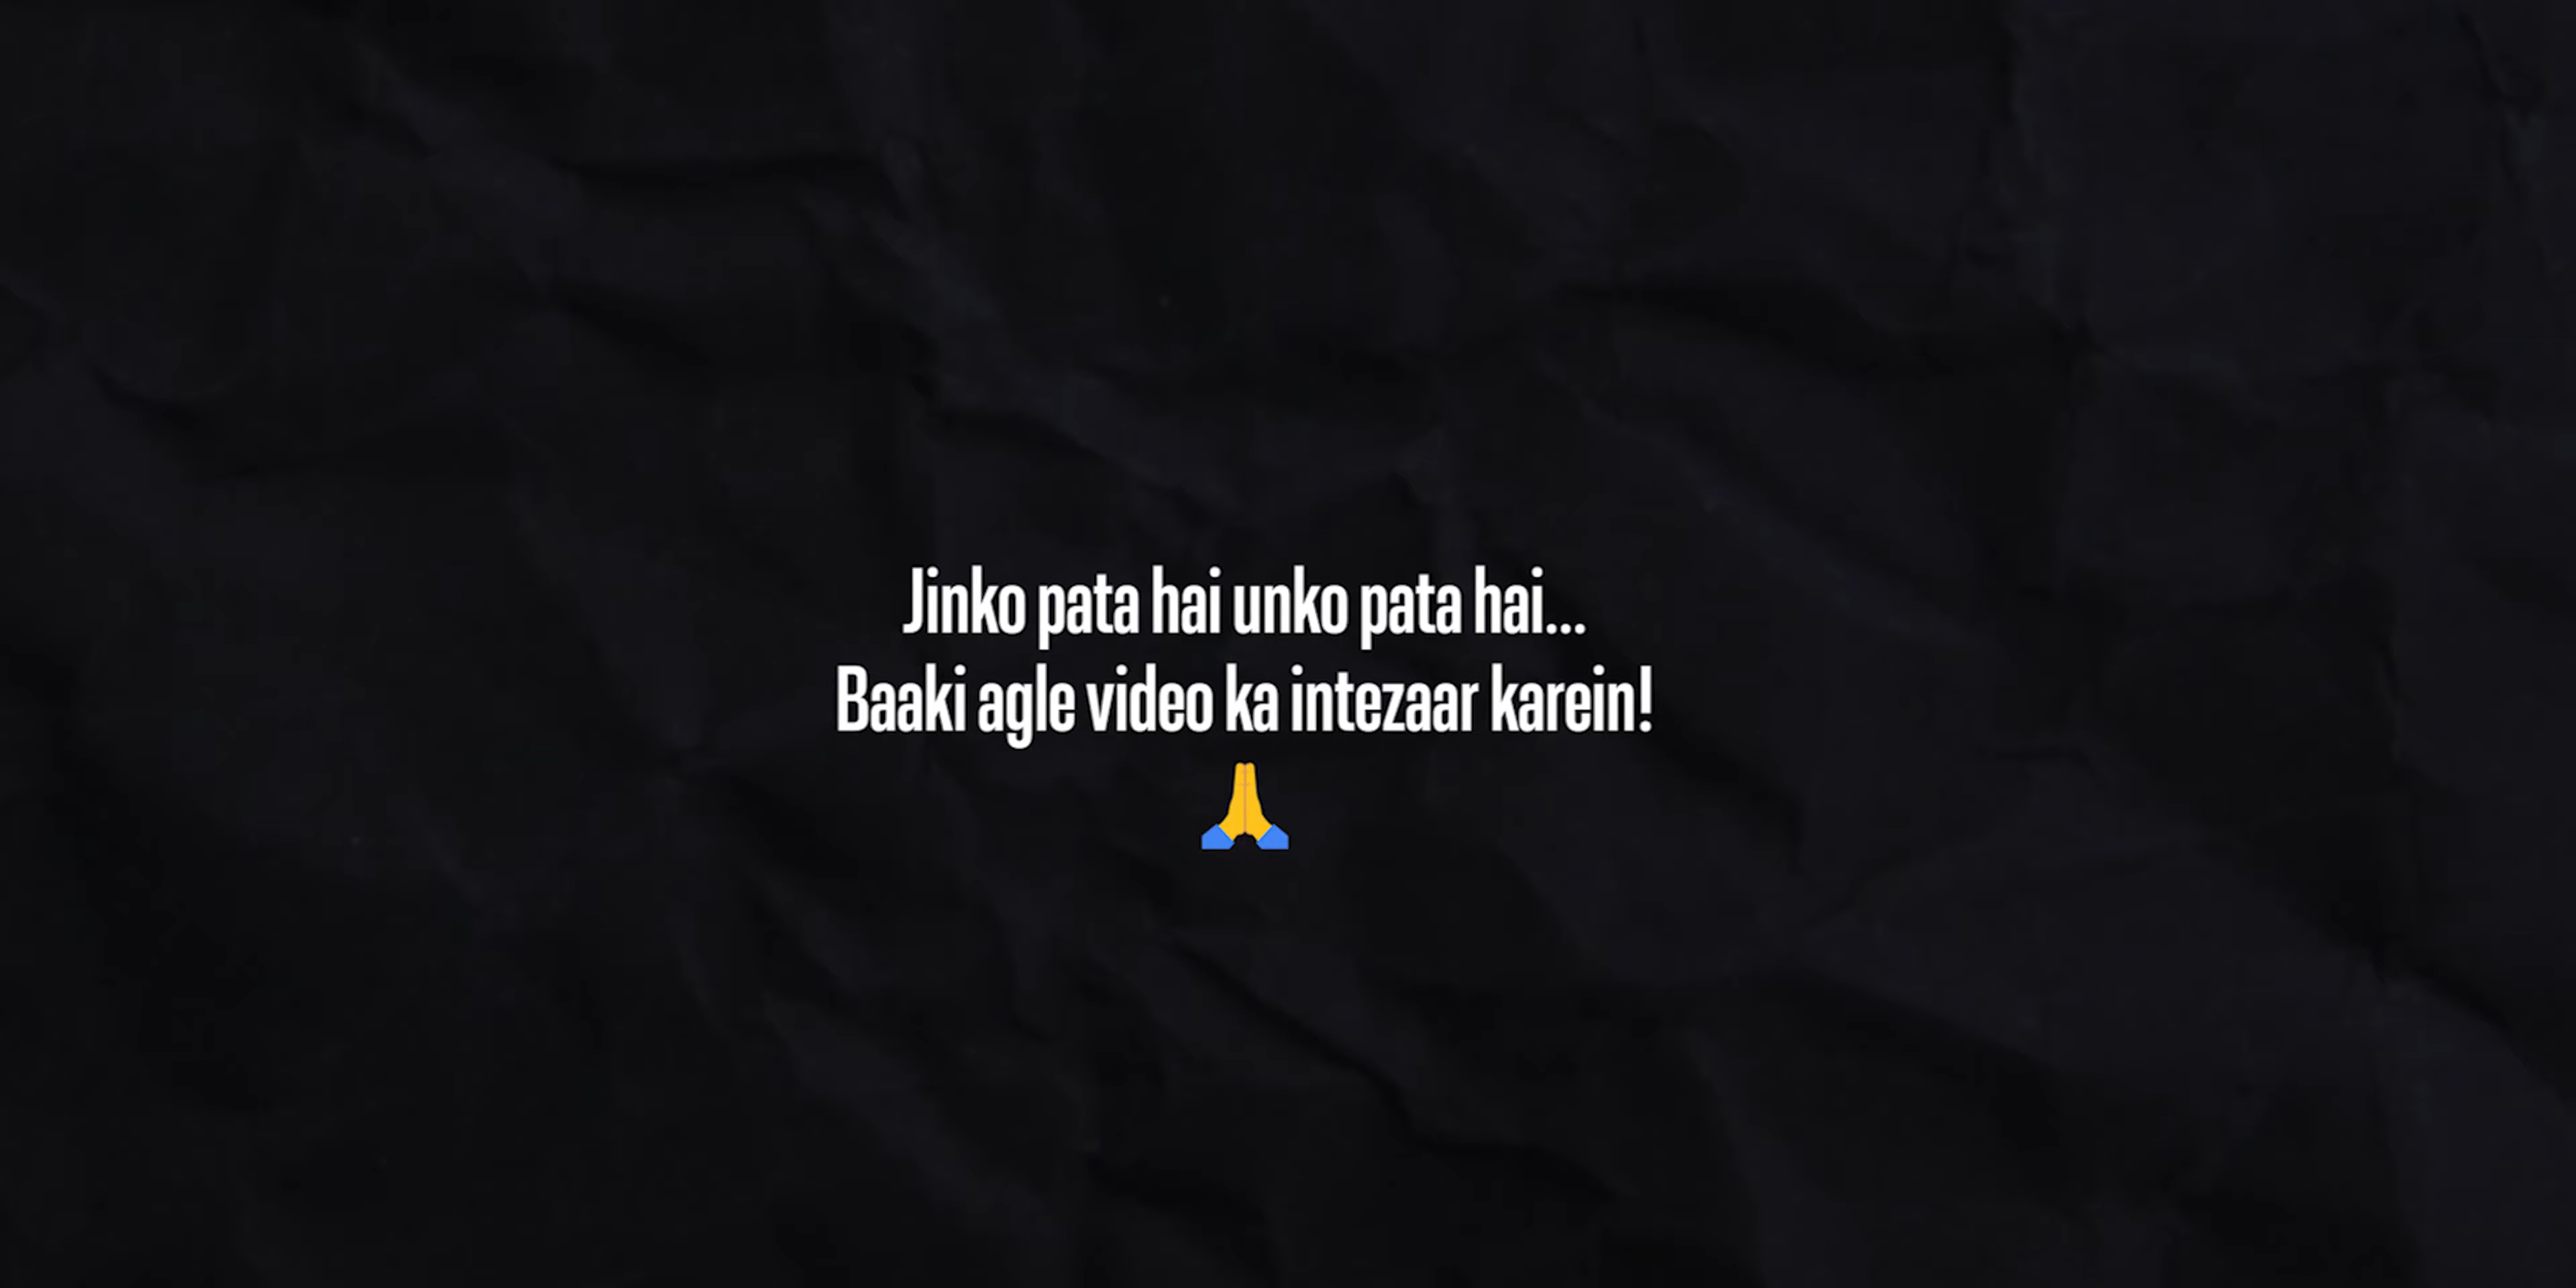 Jinko pata hai unko pata hai...
Baaki agle video ka intezaar karein!
🙏